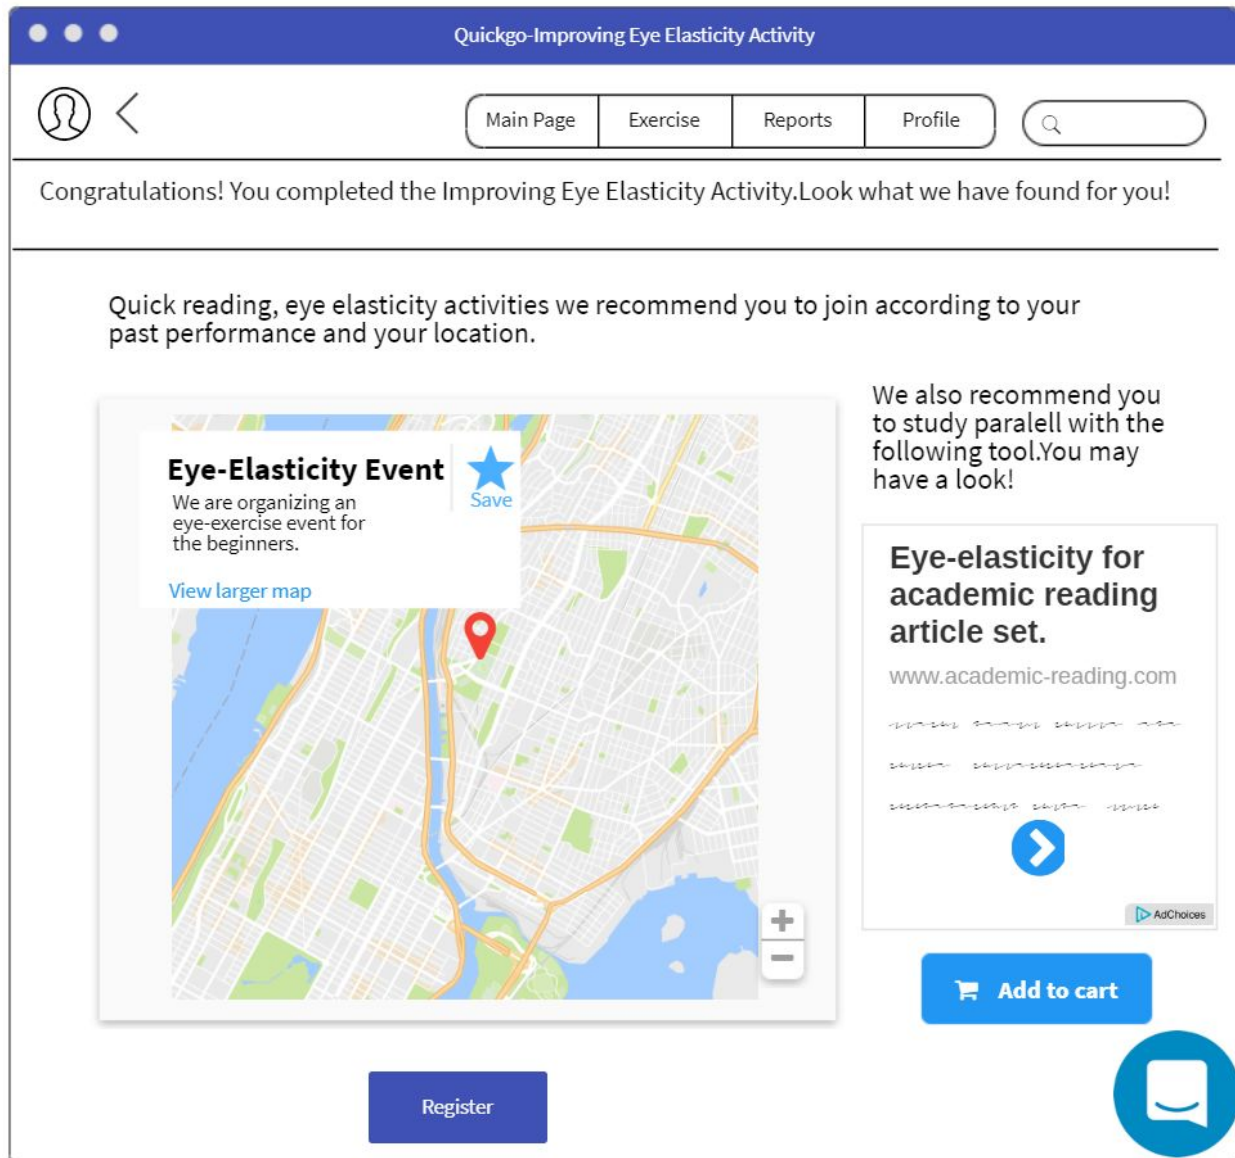 Quickgo-Improving Eye Elasticity Activity
Main Page
Exercise
Reports
Profile
Congratulations! You completed the Improving Eye Elasticity Activity.Look what we have found for you!
Quick reading, eye elasticity activities we recommend you to join according to your
past performance and your location.
Eye-Elasticity Event
We are organizing an
eye-exercise event for
the beginners.
Save
View larger map
We also recommend you
to study paralell with the
following tool.You may
have a look!
Eye-elasticity for
academic reading
article set.
www.academic-reading.com
AdChoices
Add to cart
Register